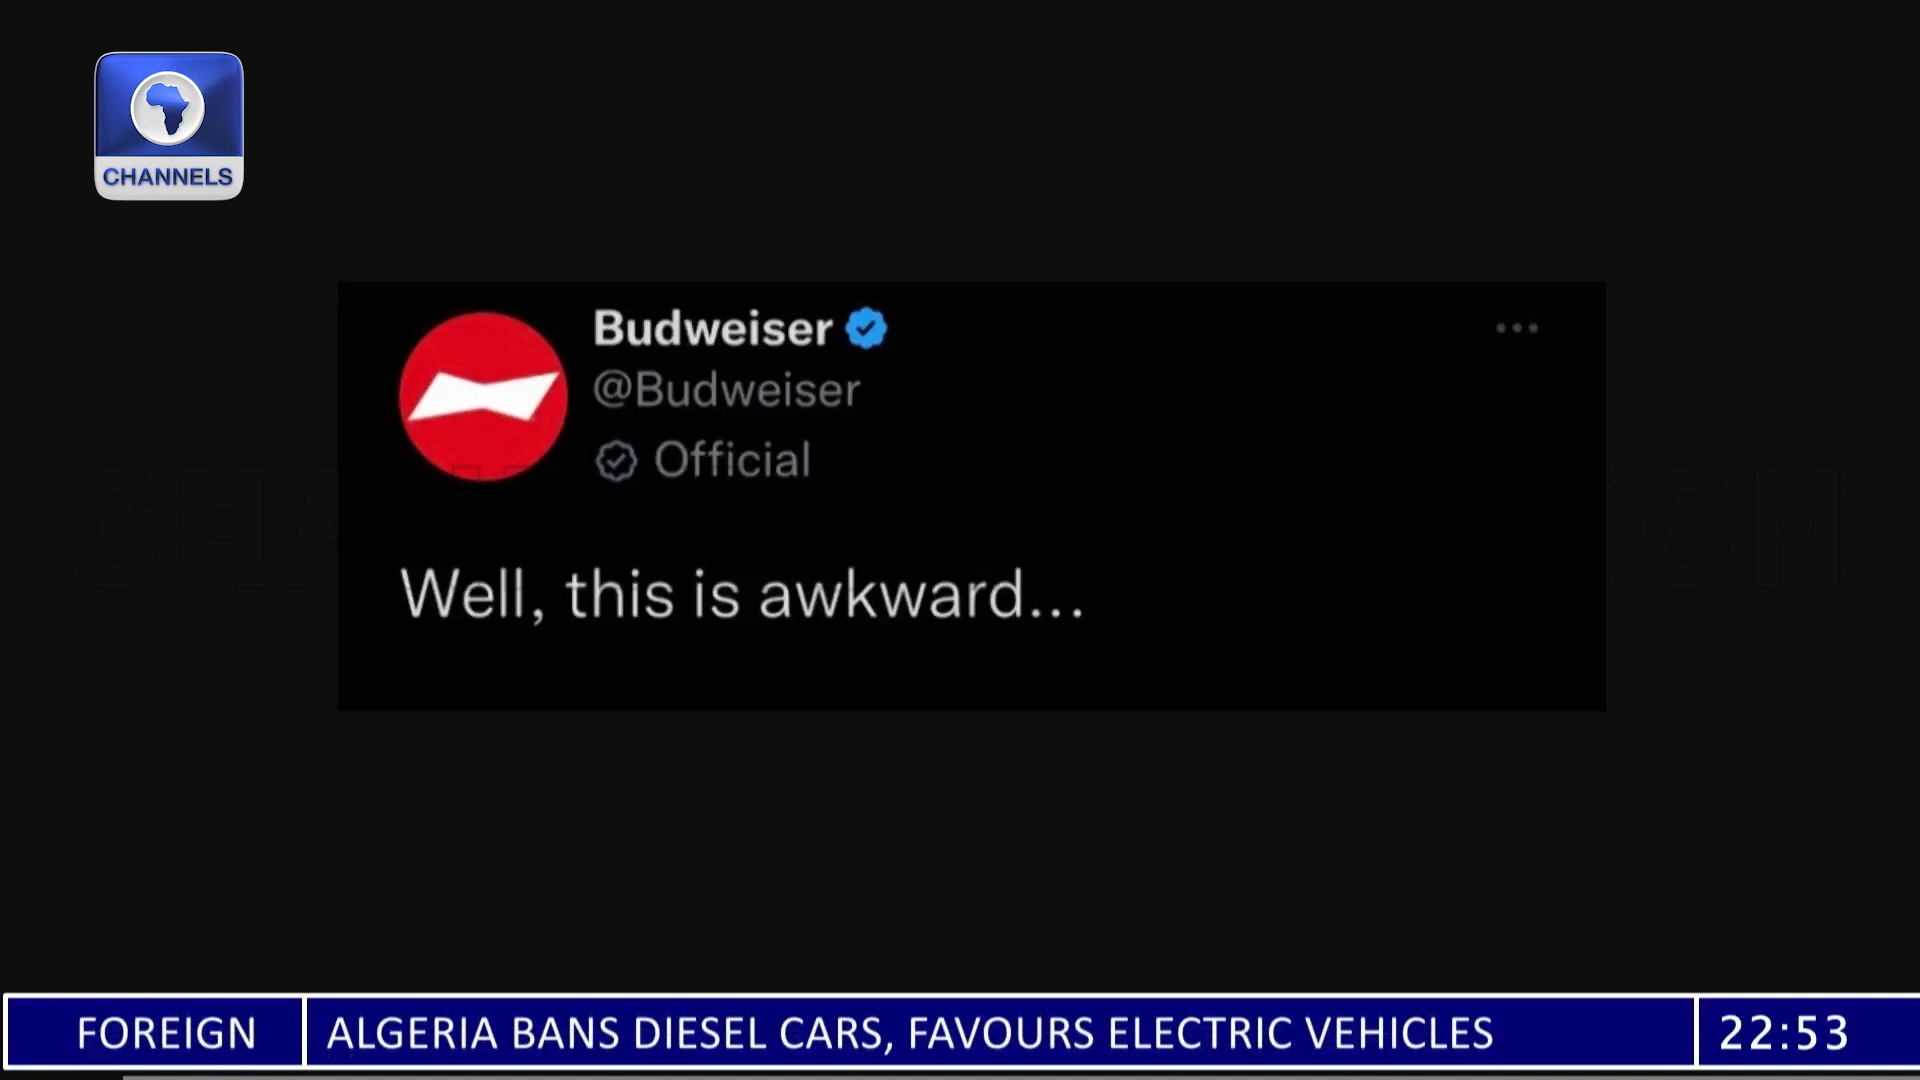 CHANNELS
Budweiser
@Budweiser
Official
Well, this is awkward...
FOREIGN
ALGERIA BANS DIESEL CARS, FAVOURS ELECTRIC VEHICLES
22:53